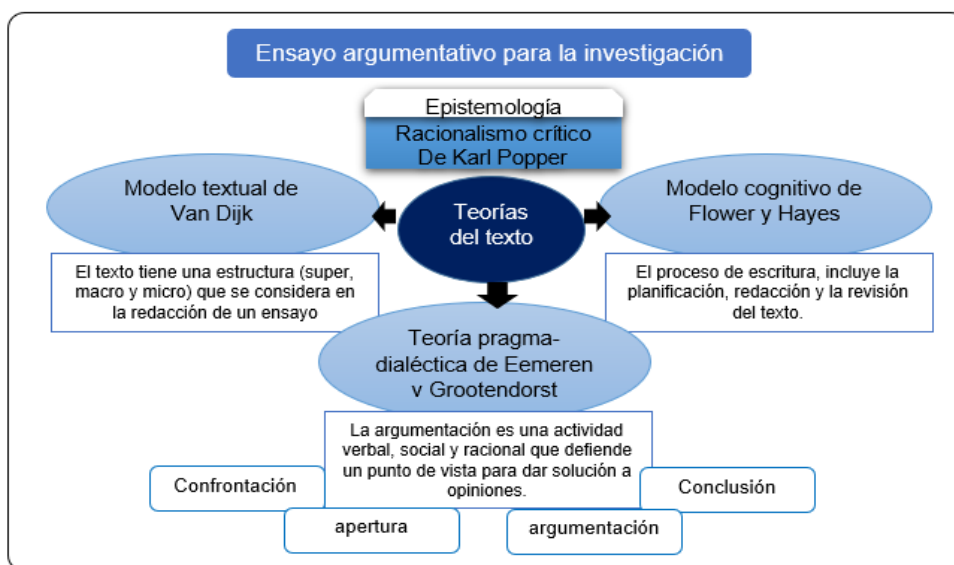 Ensayo argumentativo para la investigación
Epistemología
Racionalismo crítico
De Karl Popper
Modelo textual de
Van Dijk
Teorías
del texto
Modelo cognitivo de
Flower y Hayes
El texto tiene una estructura (super,
macro y micro) que se considera en
la redacción de un ensayo
El proceso de escritura, incluye la
planificación, redacción y la revisión
del texto.
Teoría pragma-
dialéctica de Eemeren
v Grootendorst
La argumentación es una actividad
verbal, social y racional que defiende
un punto de vista para dar solución a
opiniones.
Confrontación
apertura
argumentación
Conclusión